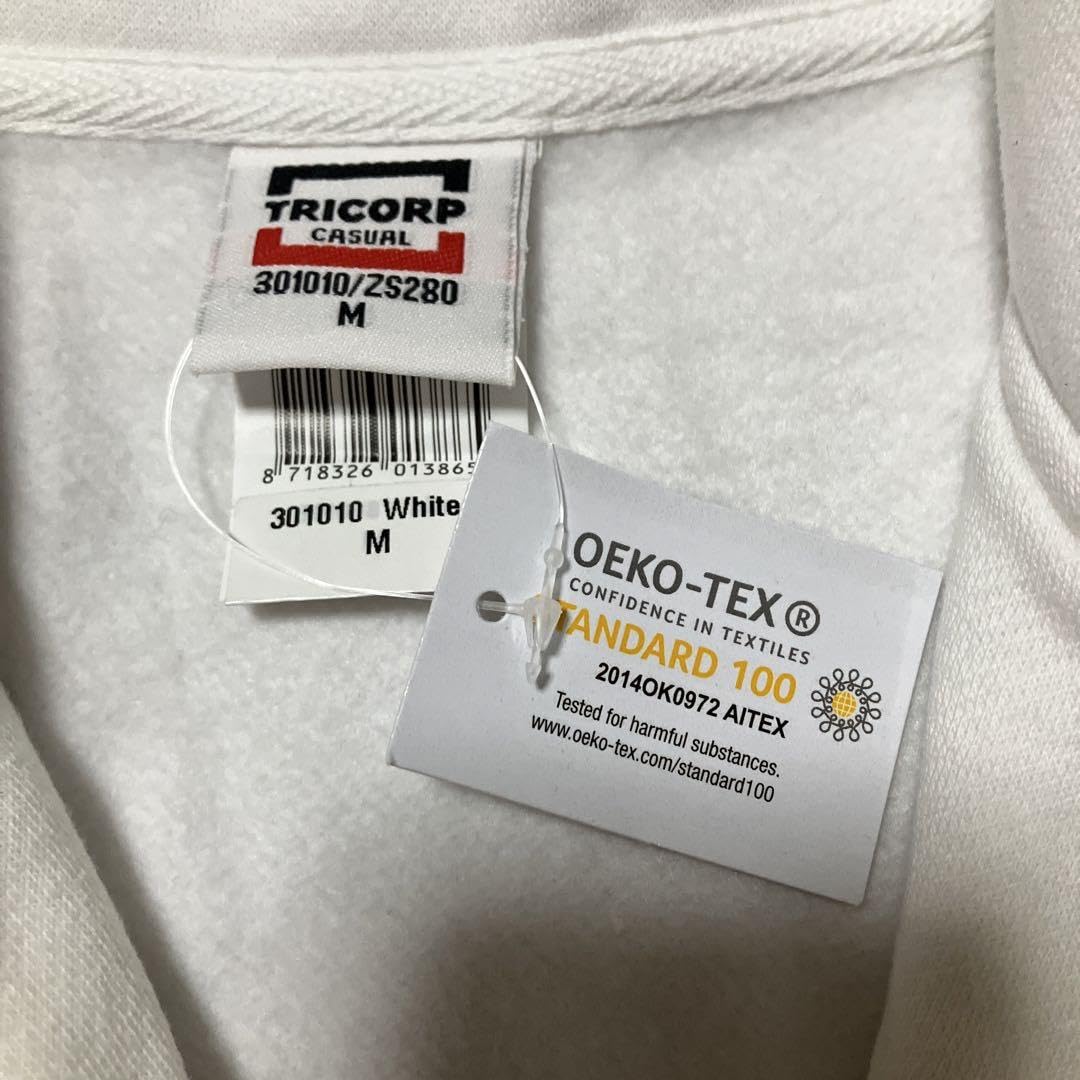 TRICORP
CASUAL
301010/ZS280
M
8 718326 01386
301010 White
M
OEKO-TEX®
CONFIDENCE IN TEXTILES
STANDARD 100
2014OK0972 AITEX
Tested for harmful substances.
www.oeko-tex.com/standard100